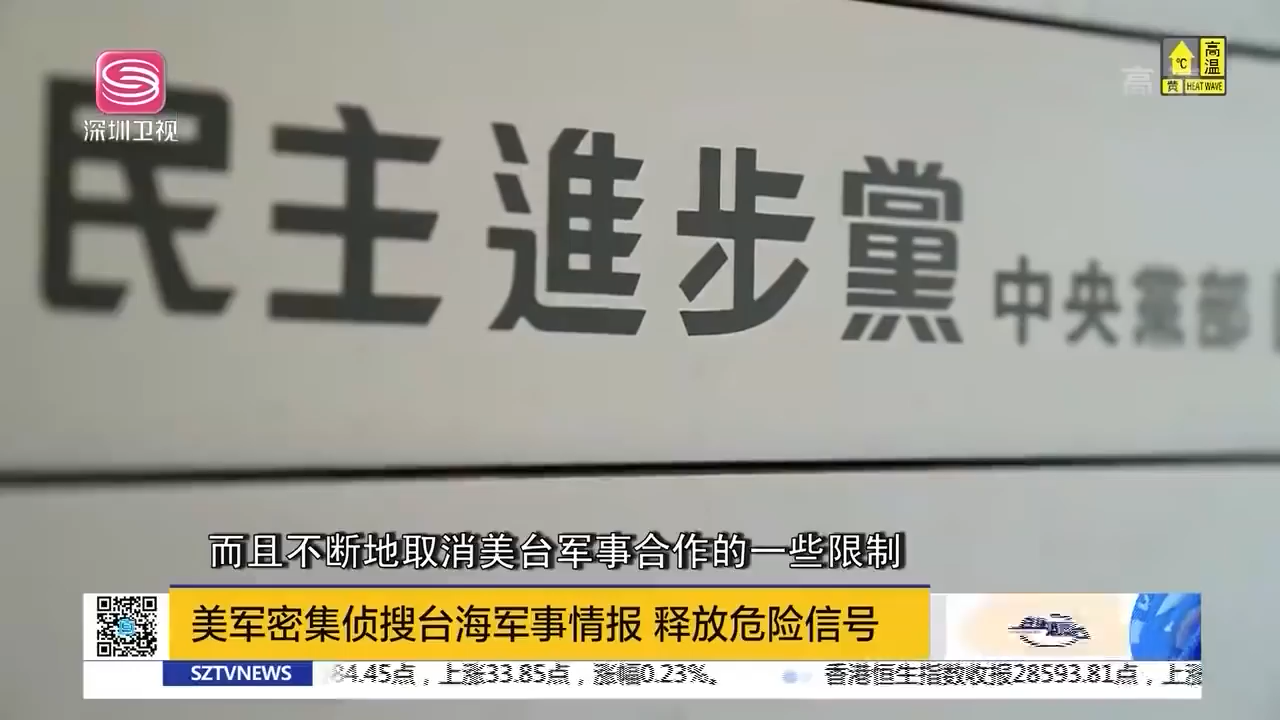 深圳卫视
高
℃
高温
黄
HEAT WAVE
民主進步黨
中央黨部
而且不断地取消美台军事合作的一些限制
美军密集侦搜台海军事情报 释放危险信号
SZTVNEWS
84.45点，上涨33.85点，涨幅0.23%。
香港恒生指数收报28593.81点，上涨